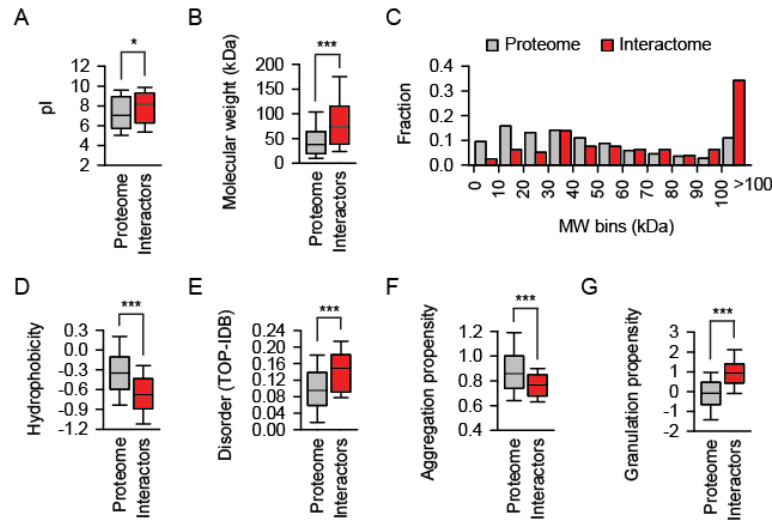 A
*
pI
12
10
8
6
4
2
Proteome
Interactors
B
***
Molecular weight (kDa)
200
150
100
50
0
Proteome
Interactors
C
Proteome Interactome
Fraction
0.4
0.3
0.2
0.1
0.0
0 10 20 30 40 50 60 70 80 90 100 >100
MW bins (kDa)
D
***
Hydrophobicity
0.3
0.0
-0.3
-0.6
-0.9
-1.2
Proteome
Interactors
E
***
Disorder (TOP-IDB)
0.24
0.20
0.16
0.12
0.08
0.04
0.00
Proteome
Interactors
F
***
Aggregation propensity
1.4
1.2
1.0
0.8
0.6
0.4
Proteome
Interactors
G
***
Granulation propensity
3
2
1
0
-1
-2
Proteome
Interactors